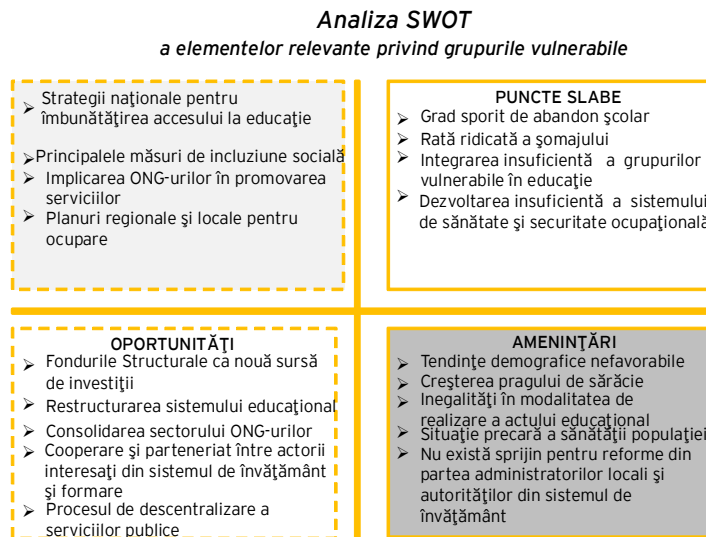 Analiza SWOT
a elementelor relevante privind grupurile vulnerabile
Strategii naţionale pentru
îmbunătăţirea accesului la educaţie
Principalele măsuri de incluziune socială
Implicarea ONG-urilor în promovarea
serviciilor
Planuri regionale şi locale pentru
ocupare
PUNCTE SLABE
Grad sporit de abandon şcolar
Rată ridicată a şomajului
Integrarea insuficientă a grupurilor
vulnerabile în educaţie
Dezvoltarea insuficientă a sistemului
de sănătate şi securitate ocupaţională
OPORTUNITĂŢI
Fondurile Structurale ca nouă sursă
de investiţii
Restructurarea sistemului educaţional
Consolidarea sectorului ONG-urilor
Cooperare şi parteneriat între actorii
interesaţi din sistemul de învăţământ
şi formare
Procesul de descentralizare a
serviciilor publice
AMENINŢĂRI
Tendinţe demografice nefavorabile
Creşterea pragului de sărăcie
Inegalităţi în modalitatea de
realizare a actului educaţional
Situaţie precară a sănătăţii populaţiei
Nu există sprijin pentru reforme din
partea administratorilor locali şi
autorităţilor din sistemul de
învăţământ